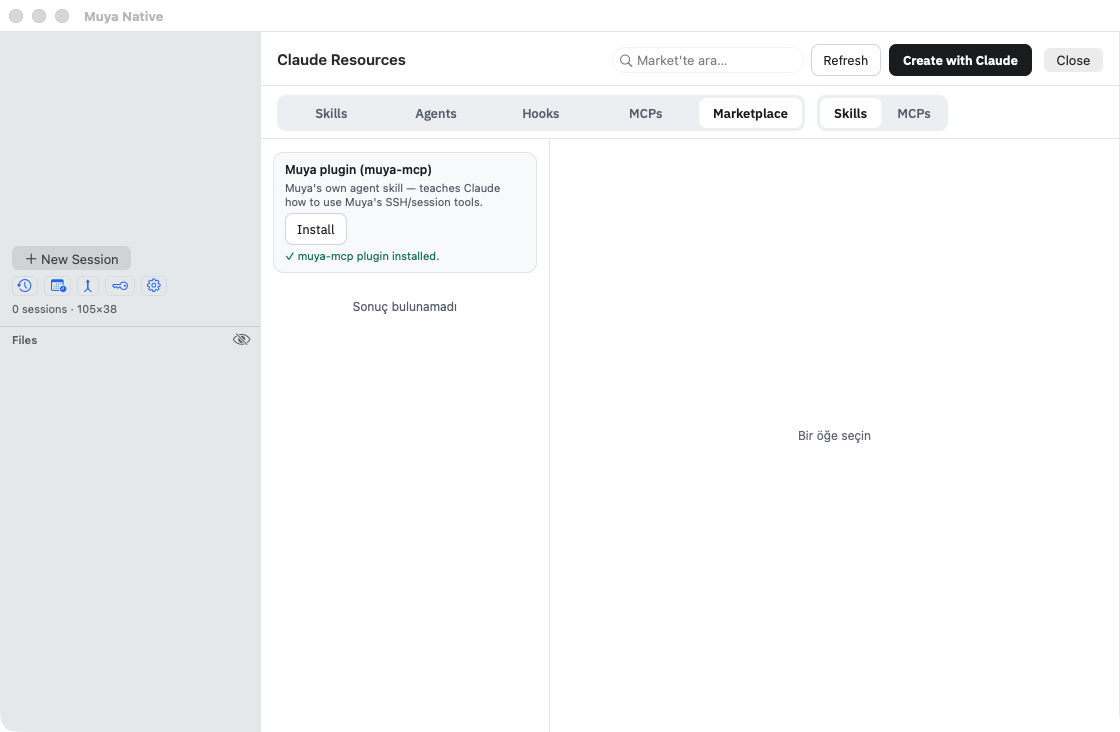 Muya Native
Claude Resources
Market'te ara...
Refresh
Create with Claude
Close
Skills
Agents
Hooks
MCPs
Marketplace
Skills
MCPs
Muya plugin (muya-mcp)
Muya's own agent skill — teaches Claude
how to use Muya's SSH/session tools.
Install
✓ muya-mcp plugin installed.
Sonuç bulunamadı
Bir öğe seçin
+ New Session
0 sessions · 105×38
Files